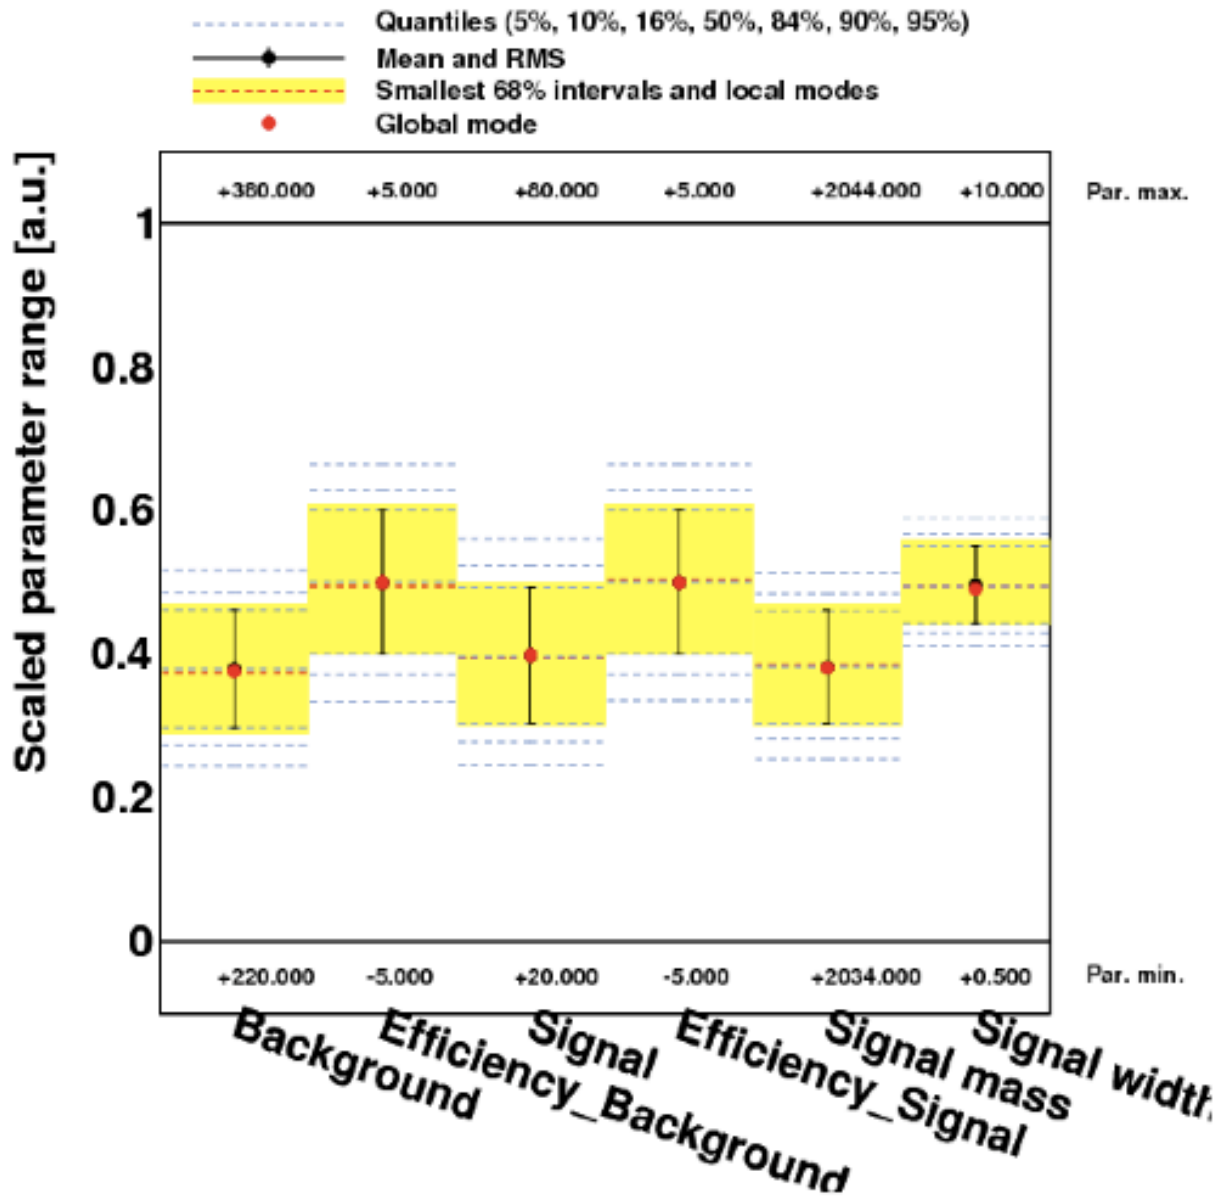 Quantiles (5%, 10%, 16%, 50%, 84%, 90%, 95%)
Mean and RMS
Smallest 68% intervals and local modes
Global mode
+380.000 +5.000 +80.000 +5.000 +2044.000 +10.000 Par. max.
Scaled parameter range [a.u.]
1
0.8
0.6
0.4
0.2
0
+220.000 -5.000 +20.000 -5.000 +2034.000 +0.500 Par. min.
Background
Efficiency_Background
Signal
Efficiency_Signal
Signal mass
Signal width